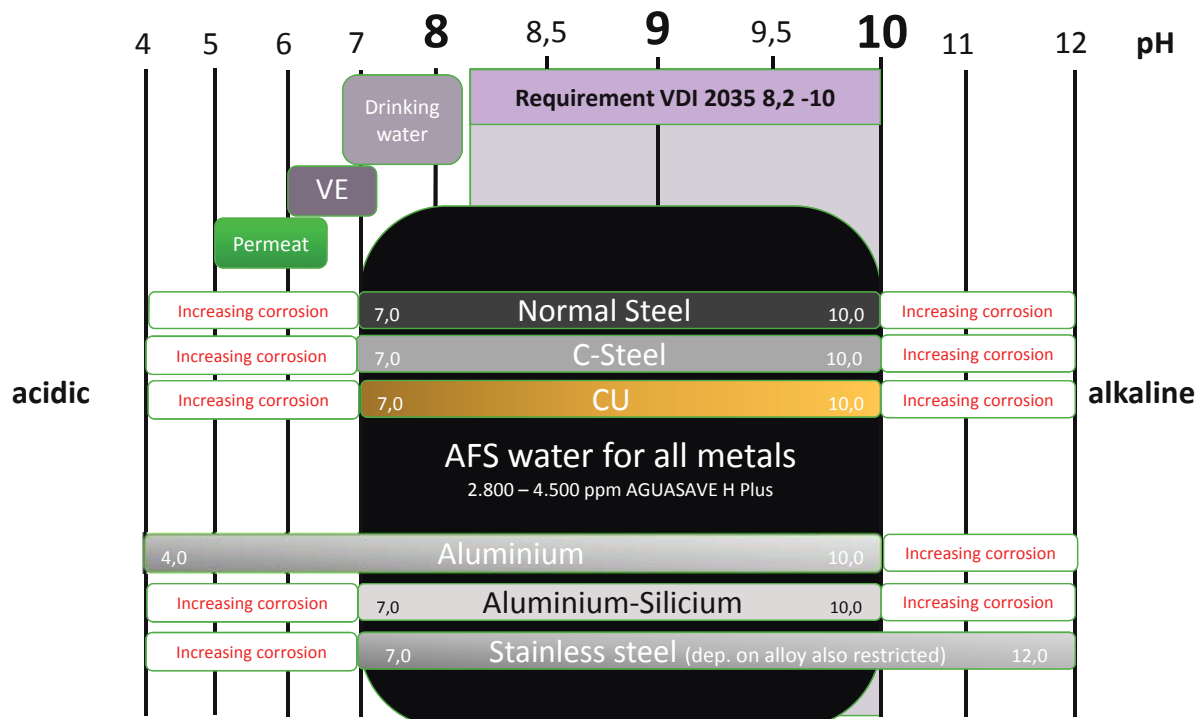 4 5 6 7 8 8,5 9 9,5 10 11 12 pH
Requirement VDI 2035 8,2 -10
Drinking
water
VE
Permeat
Increasing corrosion 7,0 Normal Steel 10,0 Increasing corrosion
Increasing corrosion 7,0 C-Steel 10,0 Increasing corrosion
acidic Increasing corrosion 7,0 CU 10,0 Increasing corrosion alkaline
AFS water for all metals
2.800 – 4.500 ppm AGUASAVE H Plus
4,0 Aluminium 10,0 Increasing corrosion
Increasing corrosion 7,0 Aluminium-Silicium 10,0 Increasing corrosion
Increasing corrosion 7,0 Stainless steel (dep. on alloy also restricted) 12,0